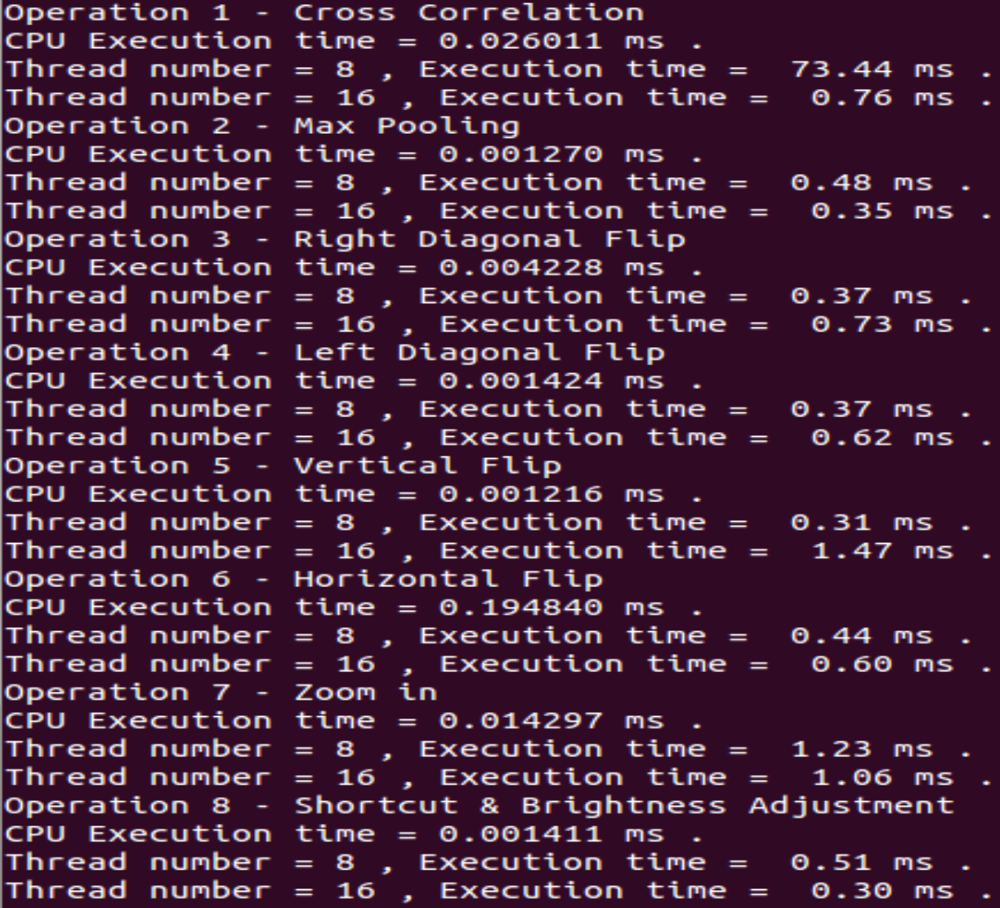 Operation 1 - Cross Correlation
CPU Execution time = 0.026011 ms .
Thread number = 8 , Execution time =  73.44 ms .
Thread number = 16 , Execution time =  0.76 ms .
Operation 2 - Max Pooling
CPU Execution time = 0.001270 ms .
Thread number = 8 , Execution time =  0.48 ms .
Thread number = 16 , Execution time =  0.35 ms .
Operation 3 - Right Diagonal Flip
CPU Execution time = 0.004228 ms .
Thread number = 8 , Execution time =  0.37 ms .
Thread number = 16 , Execution time =  0.73 ms .
Operation 4 - Left Diagonal Flip
CPU Execution time = 0.001424 ms .
Thread number = 8 , Execution time =  0.37 ms .
Thread number = 16 , Execution time =  0.62 ms .
Operation 5 - Vertical Flip
CPU Execution time = 0.001216 ms .
Thread number = 8 , Execution time =  0.31 ms .
Thread number = 16 , Execution time =  1.47 ms .
Operation 6 - Horizontal Flip
CPU Execution time = 0.194840 ms .
Thread number = 8 , Execution time =  0.44 ms .
Thread number = 16 , Execution time =  0.60 ms .
Operation 7 - Zoom in
CPU Execution time = 0.014297 ms .
Thread number = 8 , Execution time =  1.23 ms .
Thread number = 16 , Execution time =  1.06 ms .
Operation 8 - Shortcut & Brightness Adjustment
CPU Execution time = 0.001411 ms .
Thread number = 8 , Execution time =  0.51 ms .
Thread number = 16 , Execution time =  0.30 ms .